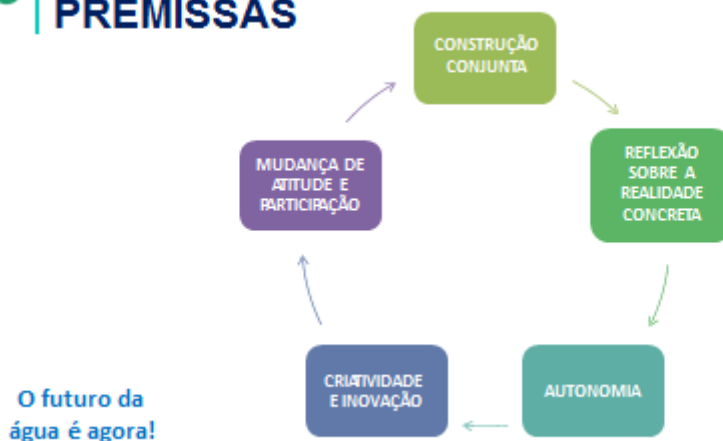 PREMISSAS
CONSTRUÇÃO
CONJUNTA
REFLEXÃO
SOBRE A
REALIDADE
CONCRETA
AUTONOMIA
CRIATIVIDADE
E INOVAÇÃO
MUDANÇA DE
ATITUDE E
PARTICIPAÇÃO
O futuro da
água é agora!